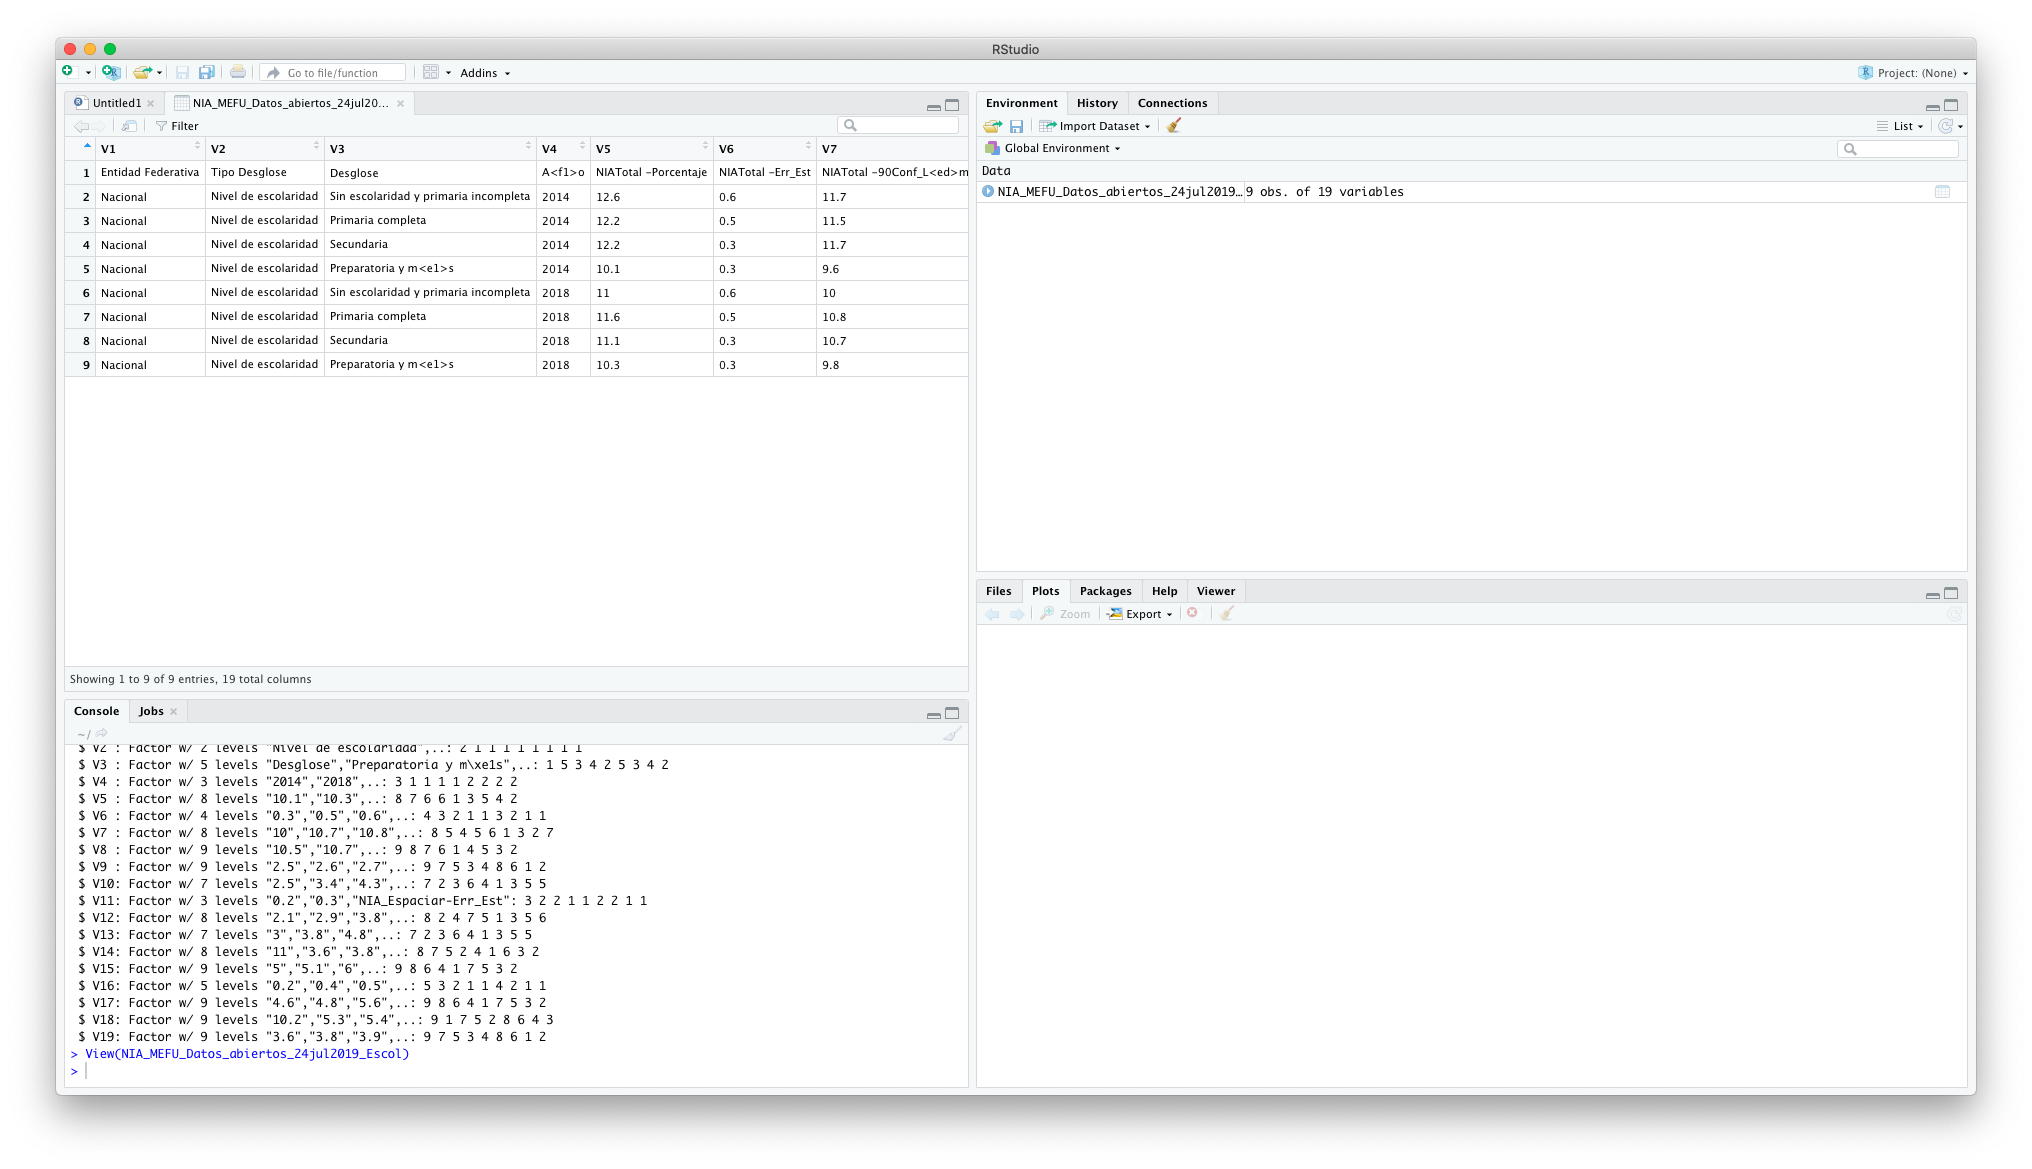 RStudio
Go to file/function
Addins
Project: (None)
Untitled1
NIA_MEFU_Datos_abiertos_24jul20...
Filter
V1 V2 V3 V4 V5 V6 V7
1 Entidad Federativa Tipo Desglose Desglose A<f1>o NIATotal -Porcentaje NIATotal -Err_Est NIATotal -90Conf_L<ed>m
2 Nacional Nivel de escolaridad Sin escolaridad y primaria incompleta 2014 12.6 0.6 11.7
3 Nacional Nivel de escolaridad Primaria completa 2014 12.2 0.5 11.5
4 Nacional Nivel de escolaridad Secundaria 2014 12.2 0.3 11.7
5 Nacional Nivel de escolaridad Preparatoria y m<e1>s 2014 10.1 0.3 9.6
6 Nacional Nivel de escolaridad Sin escolaridad y primaria incompleta 2018 11 0.6 10
7 Nacional Nivel de escolaridad Primaria completa 2018 11.6 0.5 10.8
8 Nacional Nivel de escolaridad Secundaria 2018 11.1 0.3 10.7
9 Nacional Nivel de escolaridad Preparatoria y m<e1>s 2018 10.3 0.3 9.8
Showing 1 to 9 of 9 entries, 19 total columns
Console Jobs
~/
$ V2 : Factor w/ 2 levels "Nivel de escolaridad",..: 2 1 1 1 1 1 1 1 1
$ V3 : Factor w/ 5 levels "Desglose","Preparatoria y m\xe1s",..: 1 5 3 4 2 5 3 4 2
$ V4 : Factor w/ 3 levels "2014","2018",..: 3 1 1 1 1 2 2 2 2
$ V5 : Factor w/ 8 levels "10.1","10.3",..: 8 7 6 6 1 3 5 4 2
$ V6 : Factor w/ 4 levels "0.3","0.5","0.6",..: 4 3 2 1 1 3 2 1 1
$ V7 : Factor w/ 8 levels "10","10.7","10.8",..: 8 5 4 5 6 1 3 2 7
$ V8 : Factor w/ 9 levels "10.5","10.7",..: 9 8 7 6 1 4 5 3 2
$ V9 : Factor w/ 9 levels "2.5","2.6","2.7",..: 9 7 5 3 4 8 6 1 2
$ V10: Factor w/ 7 levels "2.5","3.4","4.3",..: 7 2 3 6 4 1 3 5 5
$ V11: Factor w/ 3 levels "0.2","0.3","NIA_Espaciar-Err_Est": 3 2 2 1 1 2 2 1 1
$ V12: Factor w/ 8 levels "2.1","2.9","3.8",..: 8 2 4 7 5 1 3 5 6
$ V13: Factor w/ 7 levels "3","3.8","4.8",..: 7 2 3 6 4 1 3 5 5
$ V14: Factor w/ 8 levels "11","3.6","3.8",..: 8 7 5 2 4 1 6 3 2
$ V15: Factor w/ 9 levels "5","5.1","6",..: 9 8 6 4 1 7 5 3 2
$ V16: Factor w/ 5 levels "0.2","0.4","0.5",..: 5 3 2 1 1 4 2 1 1
$ V17: Factor w/ 9 levels "4.6","4.8","5.6",..: 9 8 6 4 1 7 5 3 2
$ V18: Factor w/ 9 levels "10.2","5.3","5.4",..: 9 1 7 5 2 8 6 4 3
$ V19: Factor w/ 9 levels "3.6","3.8","3.9",..: 9 7 5 3 4 8 6 1 2
> View(NIA_MEFU_Datos_abiertos_24jul2019_Escol)
>
Environment History Connections
Import Dataset
List
Global Environment
Data
NIA_MEFU_Datos_abiertos_24jul2019... 9 obs. of 19 variables
Files Plots Packages Help Viewer
Zoom Export